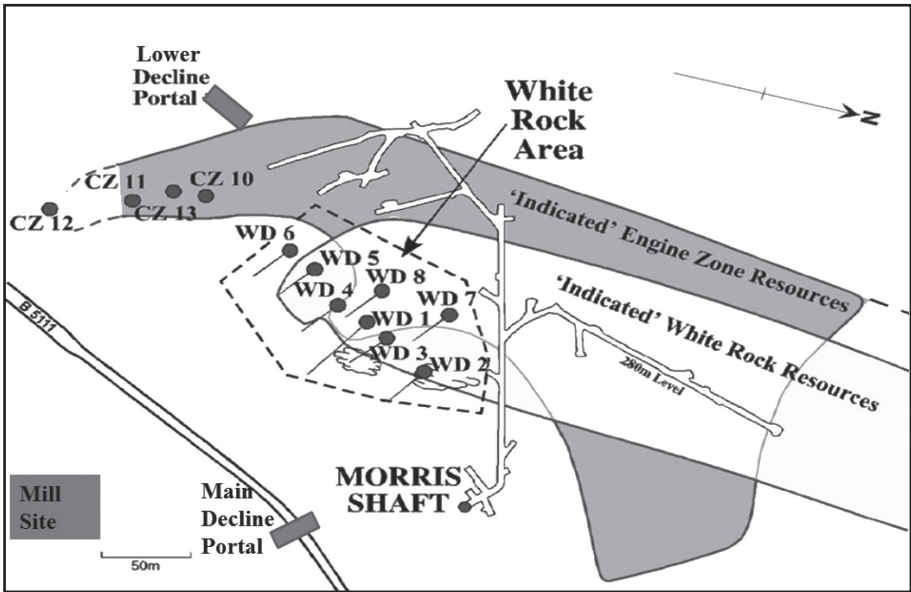 Lower
Decline
Portal
White
Rock
Area
N
CZ 11
CZ 10
CZ 12
CZ 13
'Indicated' Engine Zone Resources
WD 6
WD 5
WD 8
WD 4
WD 7
WD 1
WD 3
WD 2
'Indicated' White Rock Resources
280m Level
B 5111
MORRIS
SHAFT
Mill
Site
Main
Decline
Portal
50m